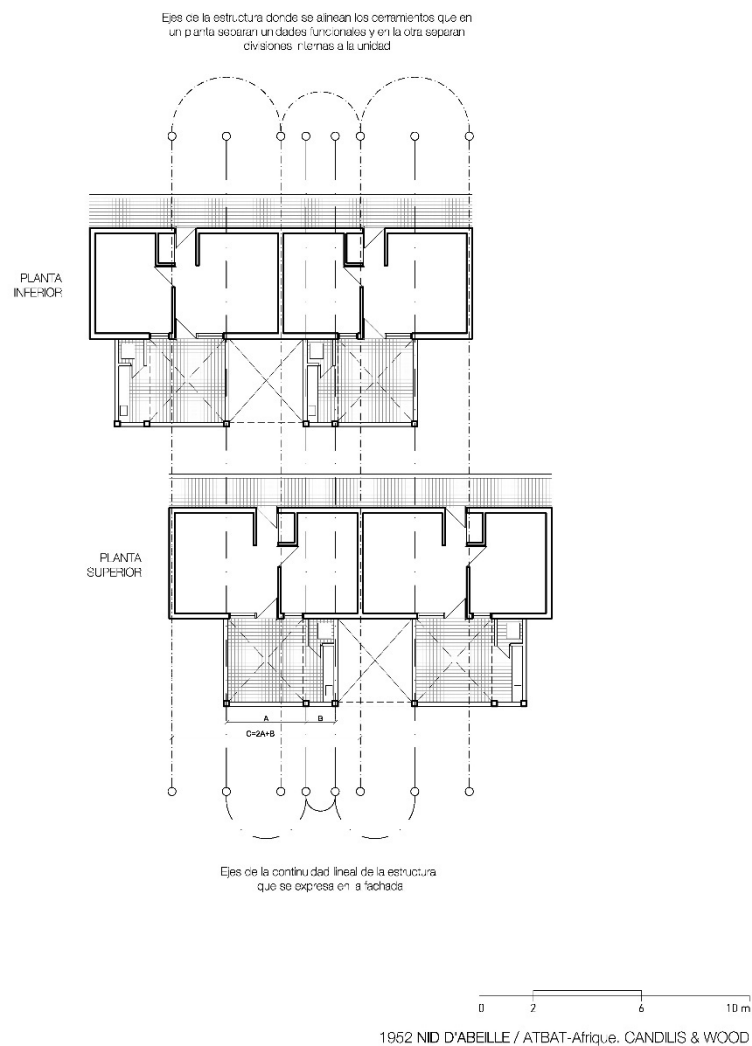 Ejes de la estructura donde se alinean los cerramientos que en
un planta separan unidades funcionales y en la otra separan
divisiones internas a la unidad
PLANTA
INFERIOR
PLANTA
SUPERIOR
A
B
C=2A+B
Ejes de la continuidad lineal de la estructura
que se expresa en la fachada
0
2
6
10 m
1952 NID D'ABEILLE / ATBAT-Afrique. CANDILIS & WOOD